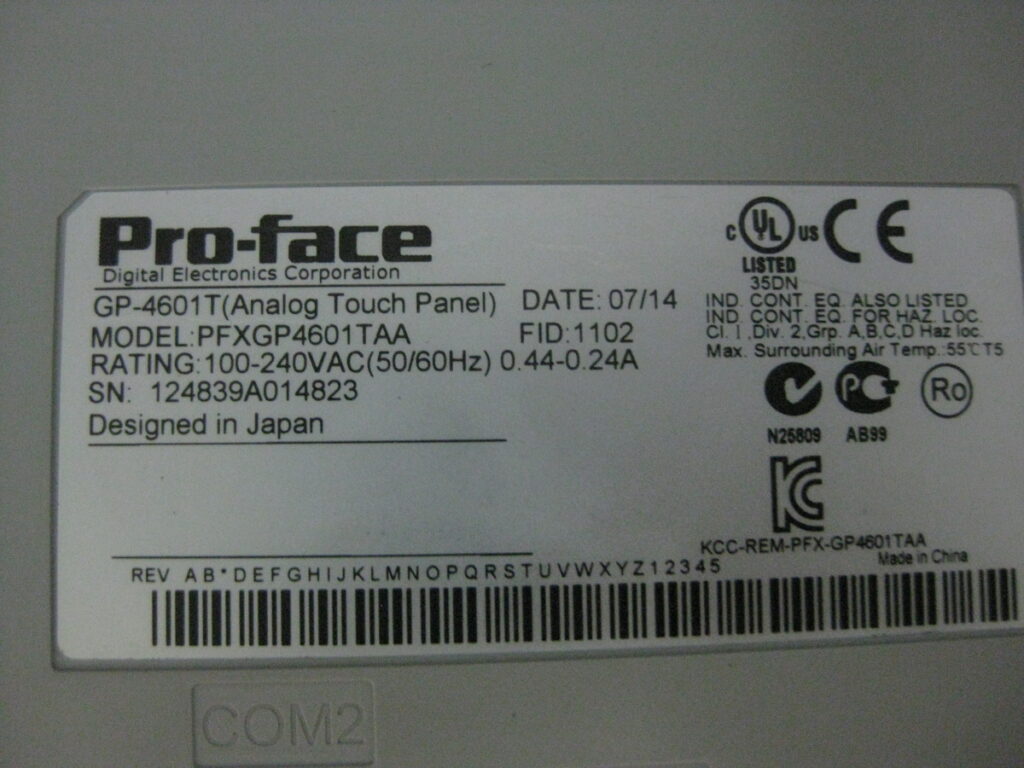 Pro-face
Digital Electronics Corporation
GP-4601T(Analog Touch Panel) DATE: 07/14
MODEL:PFXGP4601TAA FID:1102
RATING:100-240VAC(50/60Hz) 0.44-0.24A
SN: 124839A014823
Designed in Japan
C UL US CE
LISTED
35DN
IND. CONT. EQ. ALSO LISTED
IND. CONT. EQ. FOR HAZ. LOC.
Cl. I ,Div. 2,Grp. A,B,C,D Haz loc.
Max. Surrounding Air Temp.:55℃ T5
PC Ro
N25809 AB99
KC
KCC-REM-PFX-GP4601TAA
Made in China
REV AB*DEFGHIJKLMNOPQRSTUVWXYZ12345
COM2